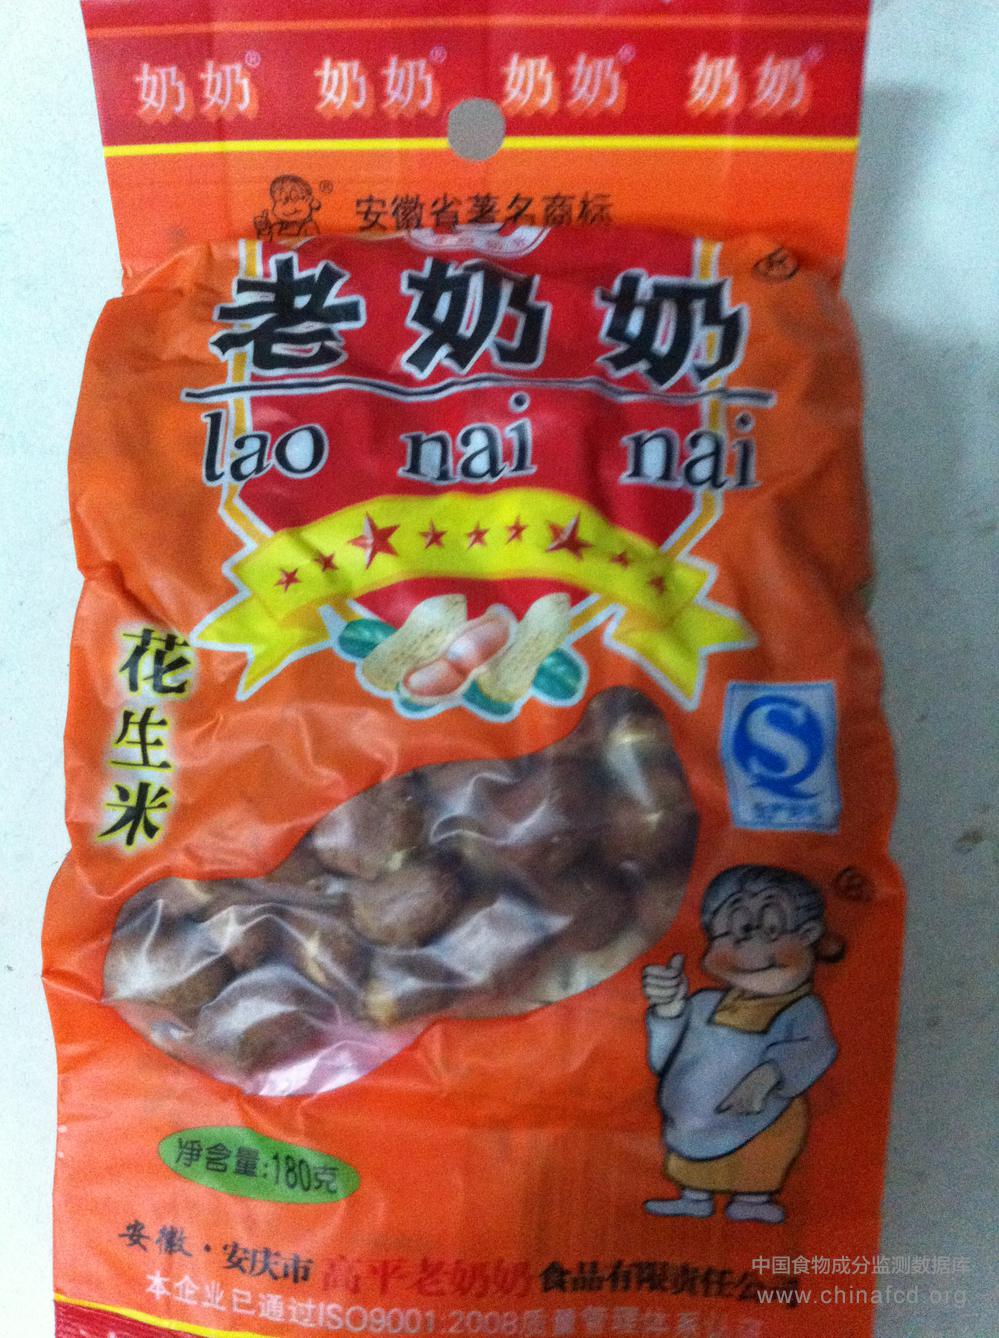 奶奶® 奶奶® 奶奶® 奶奶®
® 安徽省著名商标
老奶奶®
lao nai nai
花生米
净含量:180克
安徽·安庆市高平老奶奶食品有限责任公司
本企业已通过ISO9001:2008质量管理体系认证
中国食物成分监测数据库
www.chinafcd.org